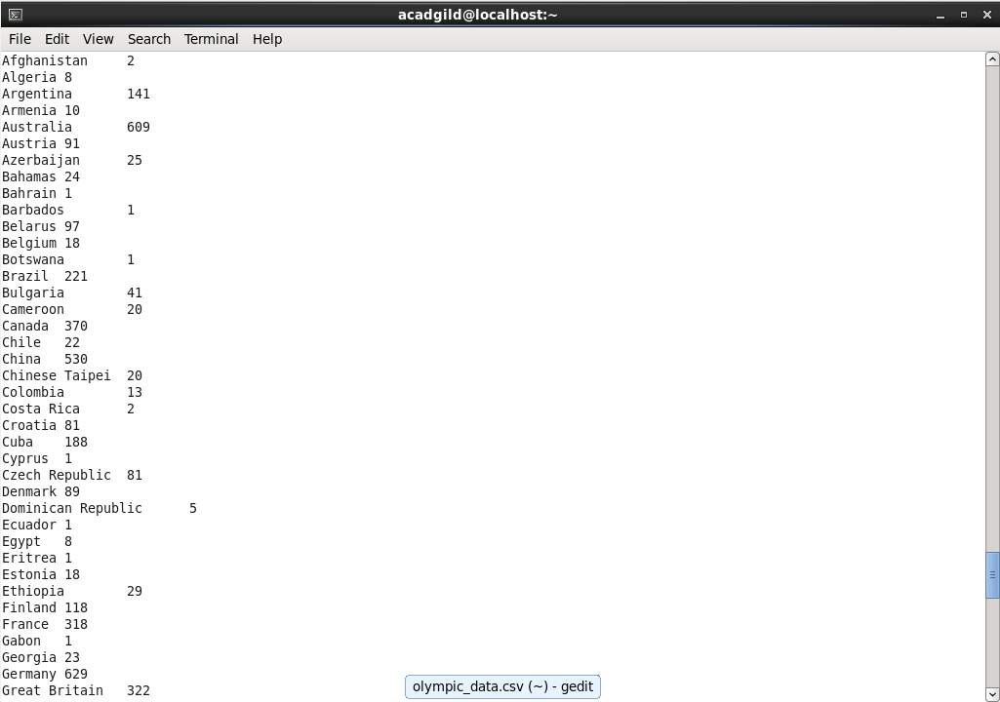 acadgild@localhost:~
File Edit View Search Terminal Help
Afghanistan 2
Algeria 8
Argentina 141
Armenia 10
Australia 609
Austria 91
Azerbaijan 25
Bahamas 24
Bahrain 1
Barbados 1
Belarus 97
Belgium 18
Botswana 1
Brazil 221
Bulgaria 41
Cameroon 20
Canada 370
Chile 22
China 530
Chinese Taipei 20
Colombia 13
Costa Rica 2
Croatia 81
Cuba 188
Cyprus 1
Czech Republic 81
Denmark 89
Dominican Republic 5
Ecuador 1
Egypt 8
Eritrea 1
Estonia 18
Ethiopia 29
Finland 118
France 318
Gabon 1
Georgia 23
Germany 629
Great Britain 322
olympic_data.csv (~) - gedit